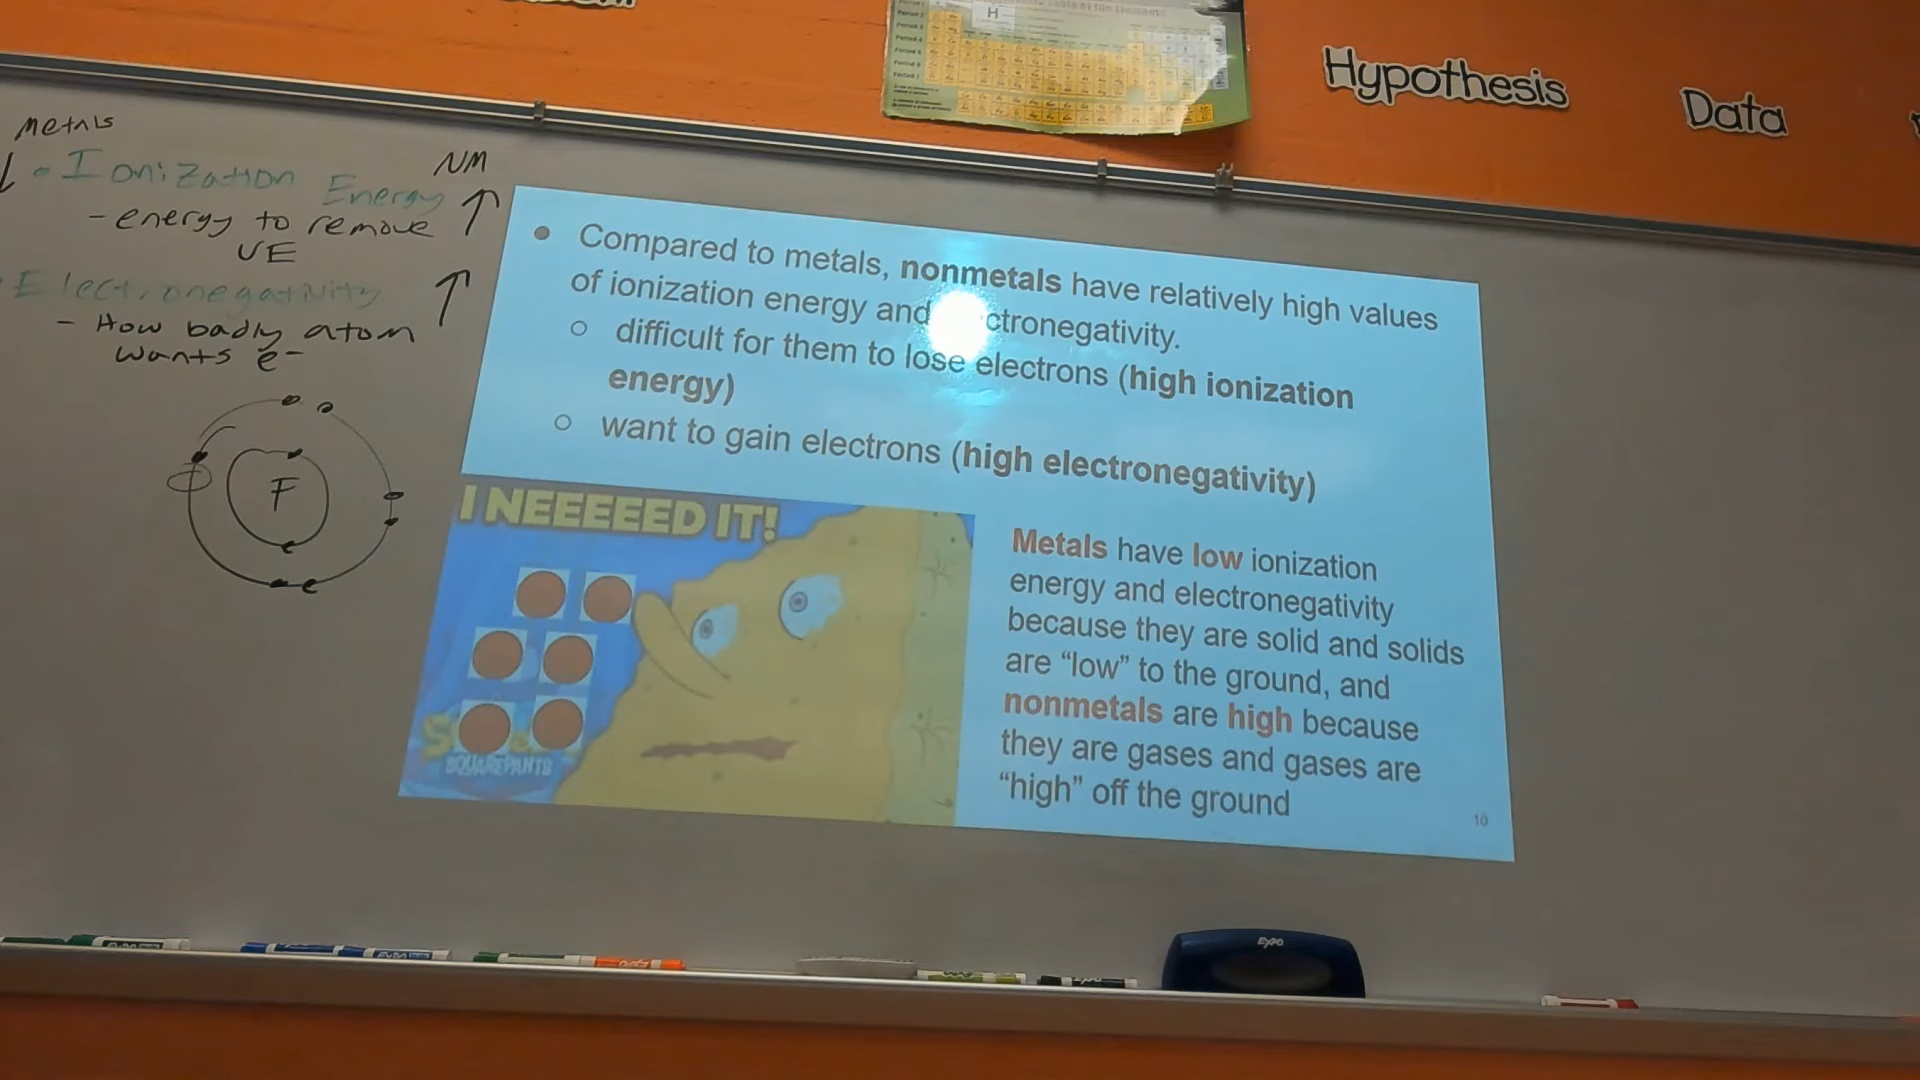 Hypothesis
Data
H
Metals
NM
Ionization Energy
- energy to remove
VE
Electronegativity
- How badly atom
wants e-
F
• Compared to metals, nonmetals have relatively high values
of ionization energy and ctronegativity.
○ difficult for them to lose electrons (high ionization
energy)
○ want to gain electrons (high electronegativity)
I NEEEEED IT!
SQUAREPANTS
Metals have low ionization
energy and electronegativity
because they are solid and solids
are “low” to the ground, and
nonmetals are high because
they are gases and gases are
“high” off the ground
10
EXPO